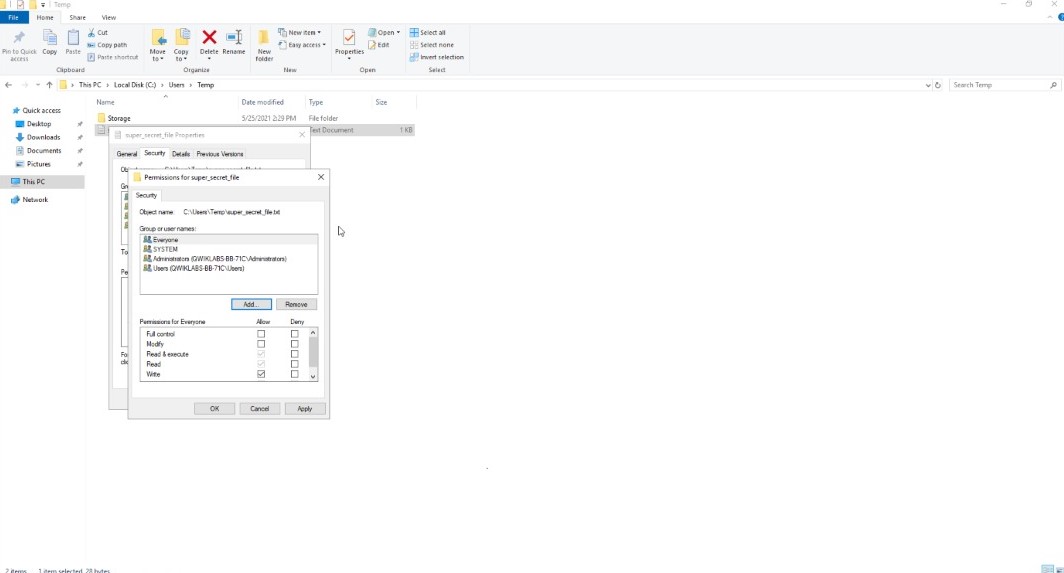 Temp
File Home Share View
Pin to Quick access
Copy
Paste
Cut
Copy path
Paste shortcut
Move to
Copy to
Delete
Rename
New folder
New item
Easy access
Properties
Open
Edit
Select all
Select none
Invert selection
Clipboard Organize New Open Select
This PC > Local Disk (C:) > Users > Temp
Search Temp
Quick access
Desktop
Downloads
Documents
Pictures
This PC
Network
Name Date modified Type Size
Storage 5/25/2021 2:29 PM File folder
Text Document 1 KB
super_secret_file Properties
General Security Details Previous Versions
Permissions for super_secret_file
Security
Object name: C:\Users\Temp\super_secret_file.txt
Group or user names:
Everyone
SYSTEM
Administrators (QWIKLABS-BB-71C\Administrators)
Users (QWIKLABS-BB-71C\Users)
Add... Remove
Permissions for Everyone Allow Deny
Full control
Modify
Read & execute
Read
Write
OK Cancel Apply
2 items 1 item selected 28 bytes